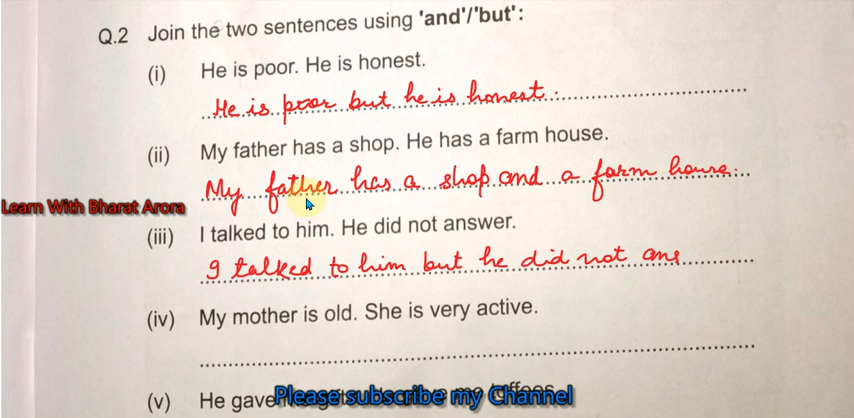 Q.2 Join the two sentences using 'and'/'but':
(i) He is poor. He is honest.
He is poor but he is honest.
(ii) My father has a shop. He has a farm house.
My father has a shop and a farm house.
Learn With Bharat Arora
(iii) I talked to him. He did not answer.
I talked to him but he did not ans
(iv) My mother is old. She is very active.
(v) He gave
Please subscribe my Channel